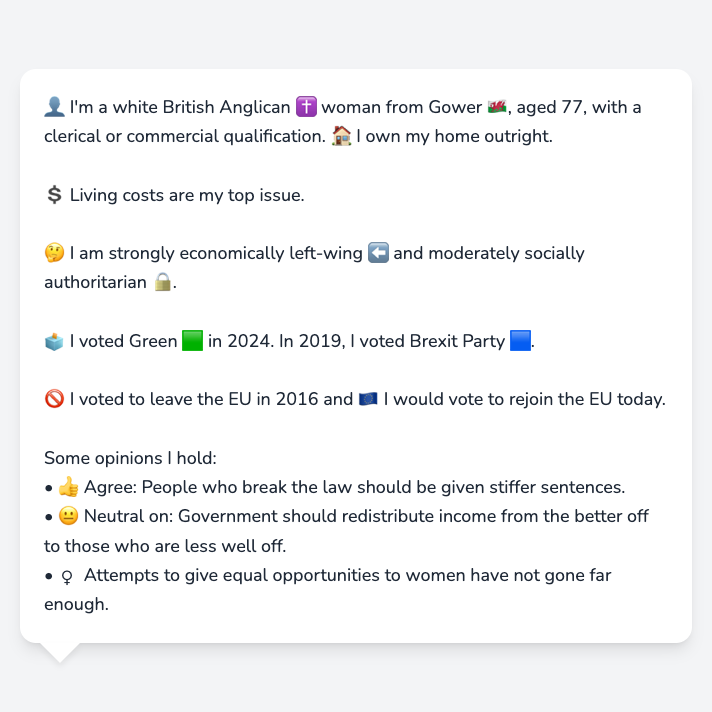 👤 I'm a white British Anglican ✝️ woman from Gower 🏴󠁧󠁢󠁷󠁬󠁳󠁿, aged 77, with a
clerical or commercial qualification. 🏠 I own my home outright.
💲 Living costs are my top issue.
🤔 I am strongly economically left-wing ⬅️ and moderately socially
authoritarian 🔒.
🗳️ I voted Green 🟩 in 2024. In 2019, I voted Brexit Party 🟦.
🚫 I voted to leave the EU in 2016 and 🇪🇺 I would vote to rejoin the EU today.
Some opinions I hold:
• 👍 Agree: People who break the law should be given stiffer sentences.
• 😐 Neutral on: Government should redistribute income from the better off
to those who are less well off.
• ♀ Attempts to give equal opportunities to women have not gone far
enough.